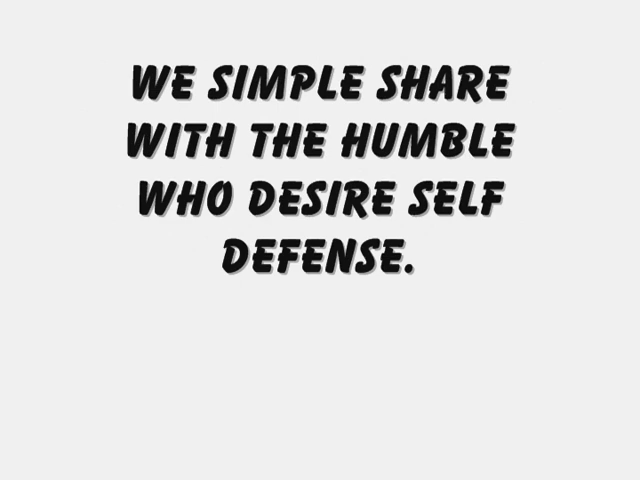 WE SIMPLE SHARE
WITH THE HUMBLE
WHO DESIRE SELF
DEFENSE.